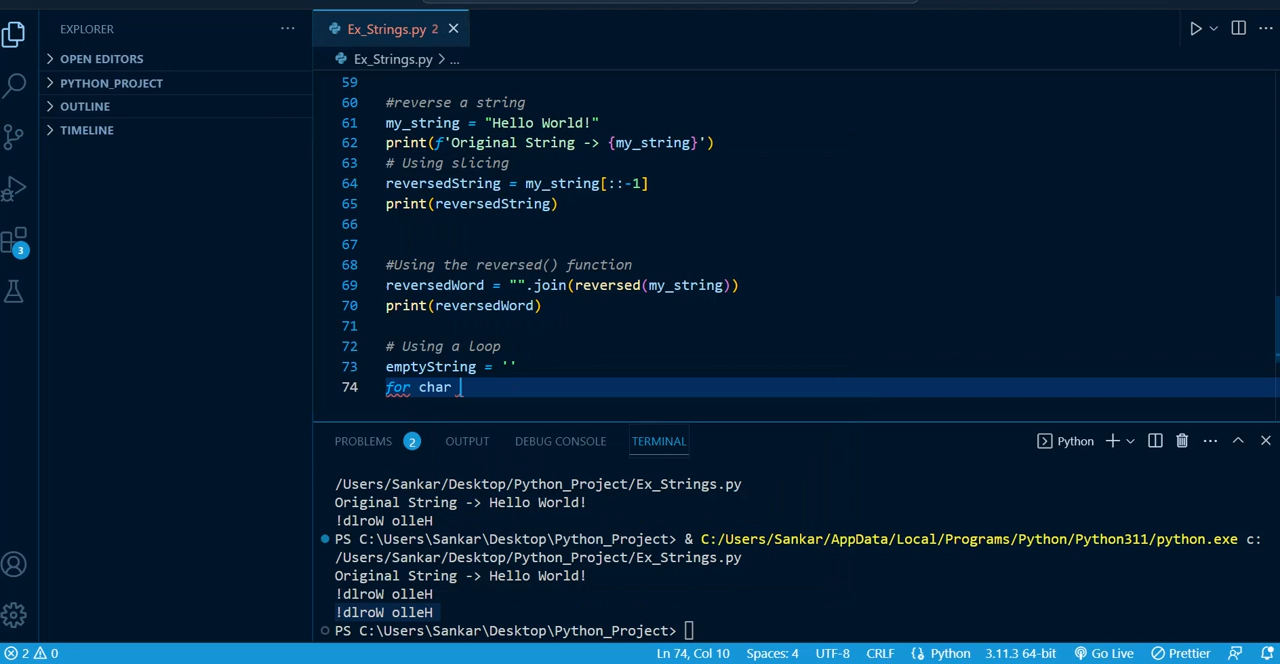 EXPLORER
OPEN EDITORS
PYTHON_PROJECT
OUTLINE
TIMELINE
3
Ex_Strings.py 2
Ex_Strings.py > ...
59
60 #reverse a string
61 my_string = "Hello World!"
62 print(f'Original String -> {my_string}')
63 # Using slicing
64 reversedString = my_string[::-1]
65 print(reversedString)
66
67
68 #Using the reversed() function
69 reversedWord = "".join(reversed(my_string))
70 print(reversedWord)
71
72 # Using a loop
73 emptyString = ''
74 for char
PROBLEMS 2 OUTPUT DEBUG CONSOLE TERMINAL Python
/Users/Sankar/Desktop/Python_Project/Ex_Strings.py
Original String -> Hello World!
!dlroW olleH
PS C:\Users\Sankar\Desktop\Python_Project> & C:/Users/Sankar/AppData/Local/Programs/Python/Python311/python.exe c:
/Users/Sankar/Desktop/Python_Project/Ex_Strings.py
Original String -> Hello World!
!dlroW olleH
!dlroW olleH
PS C:\Users\Sankar\Desktop\Python_Project>
2 0 Ln 74, Col 10 Spaces: 4 UTF-8 CRLF Python 3.11.3 64-bit Go Live Prettier